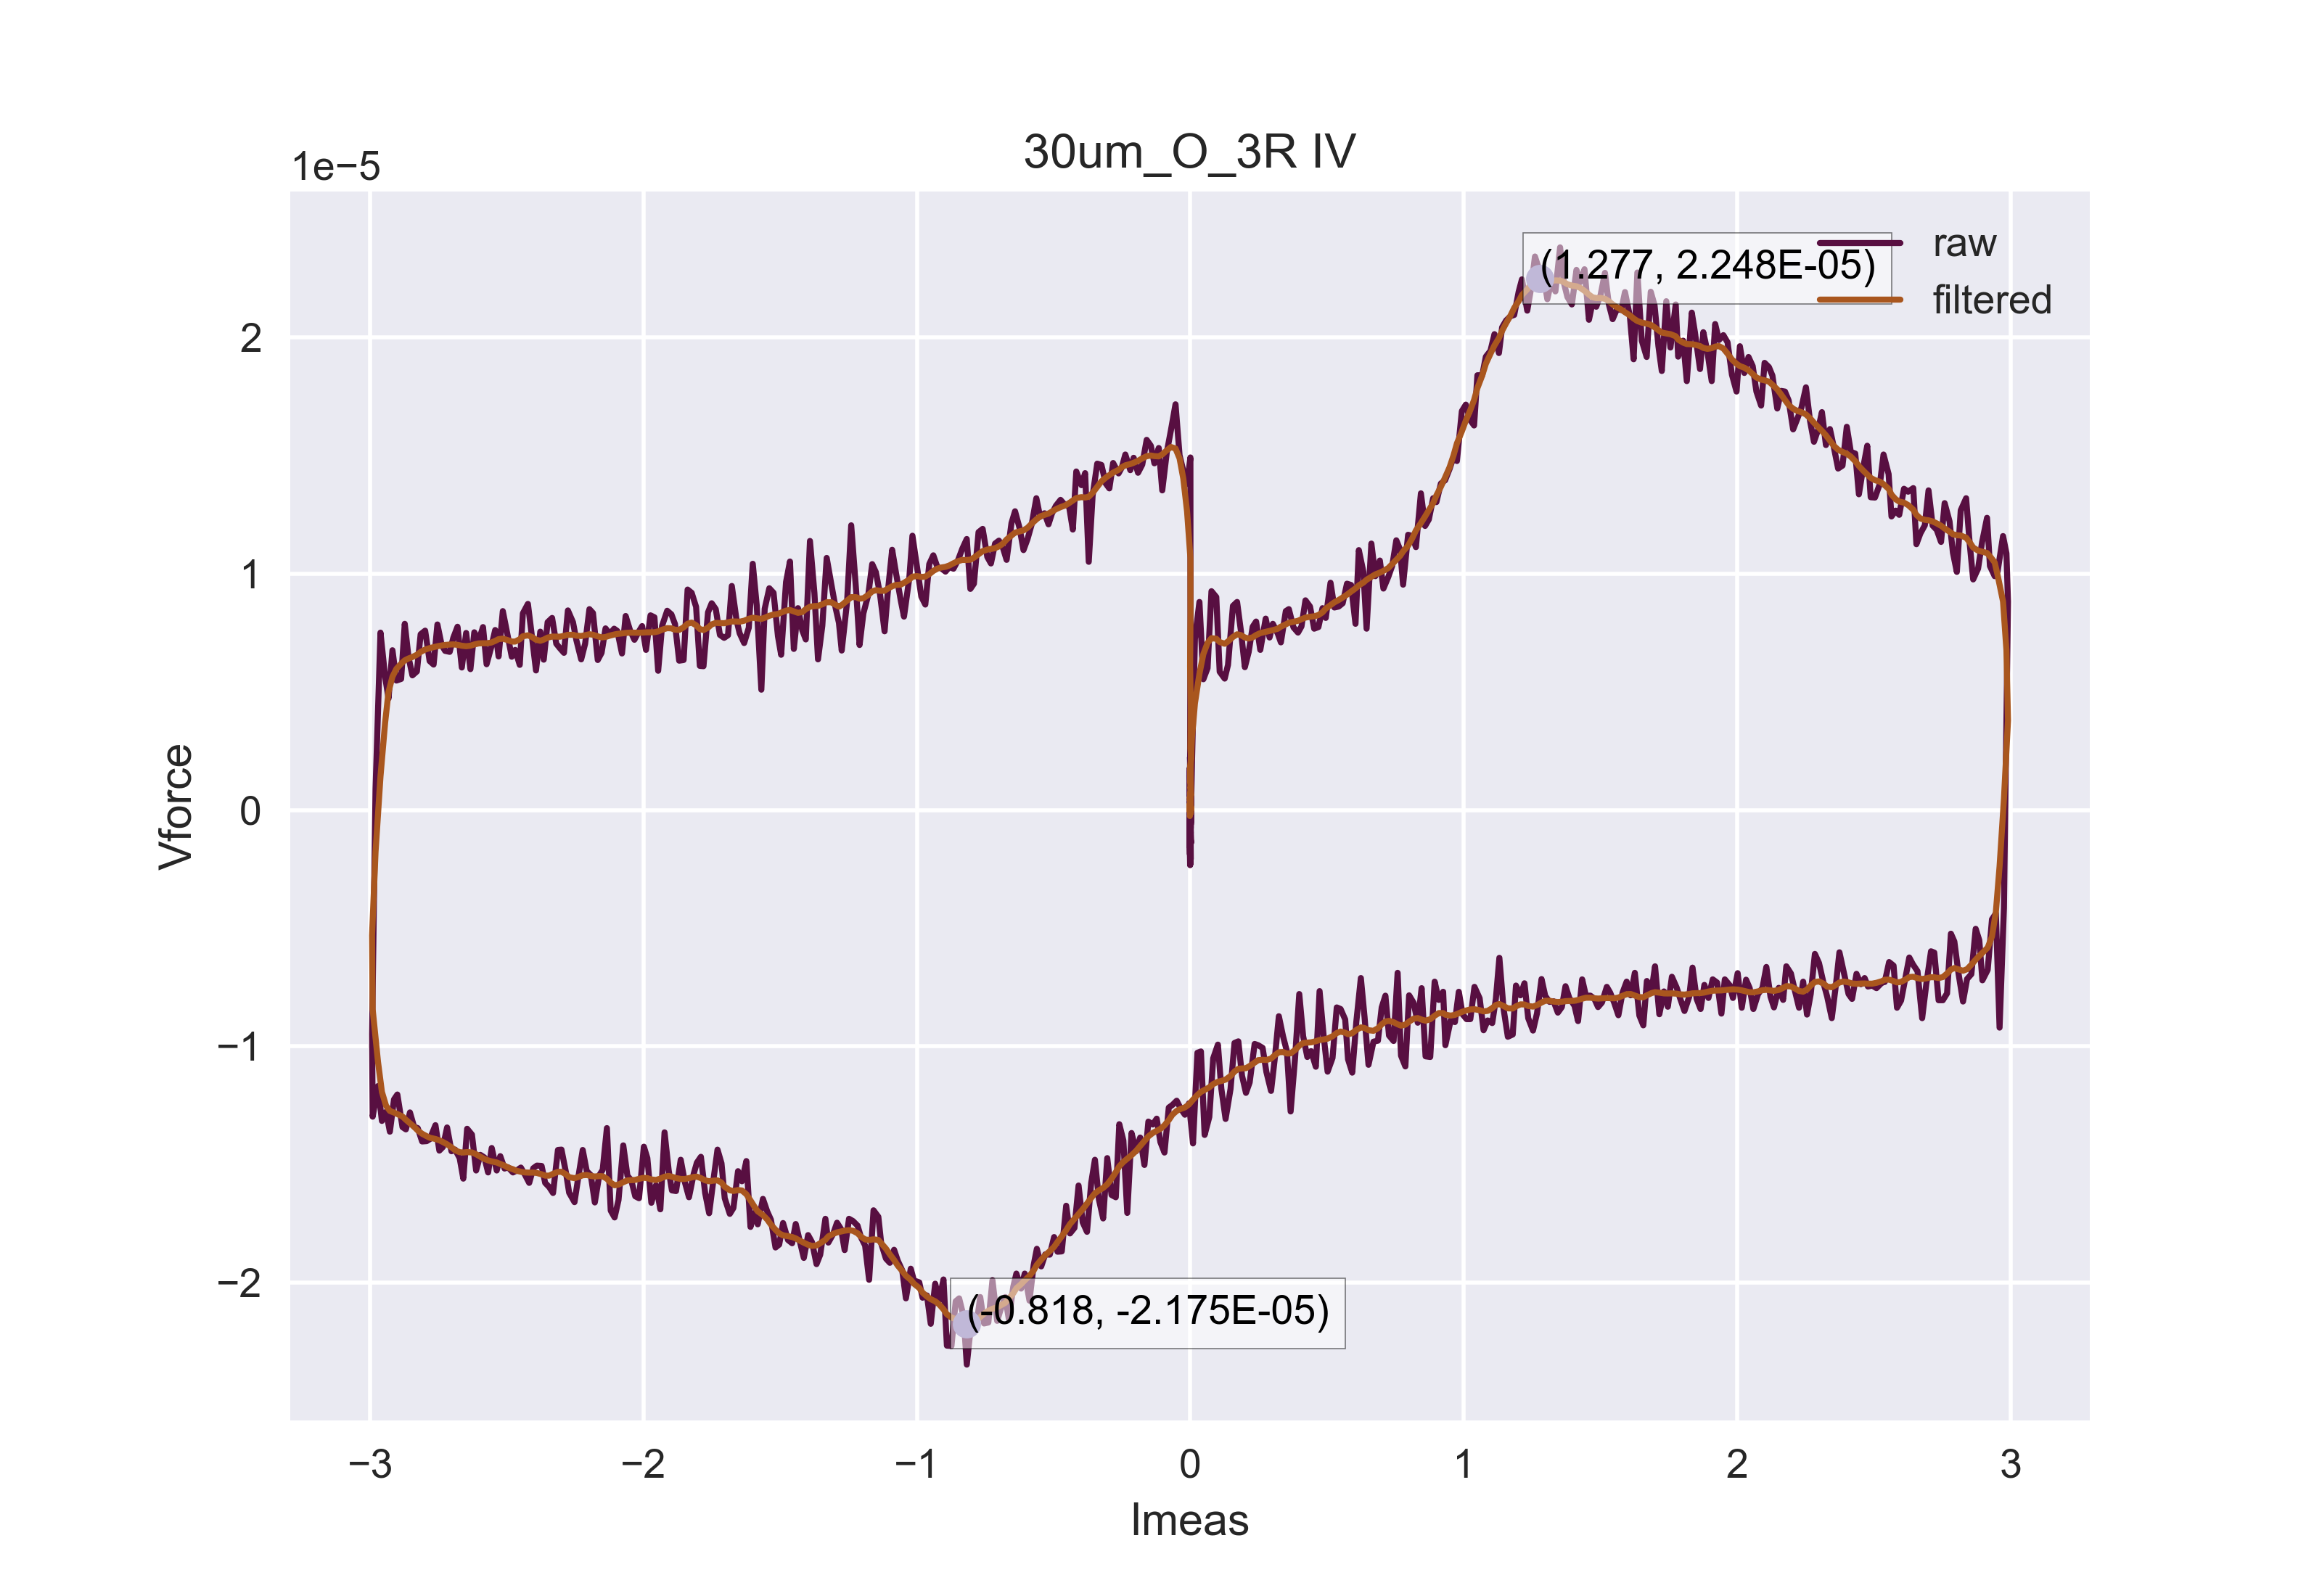 30um_O_3R IV
1e−5
(1.277, 2.248E-05)
raw
filtered
2
1
0
−1
−2
Vforce
(-0.818, -2.175E-05)
−3
−2
−1
0
1
2
3
Imeas